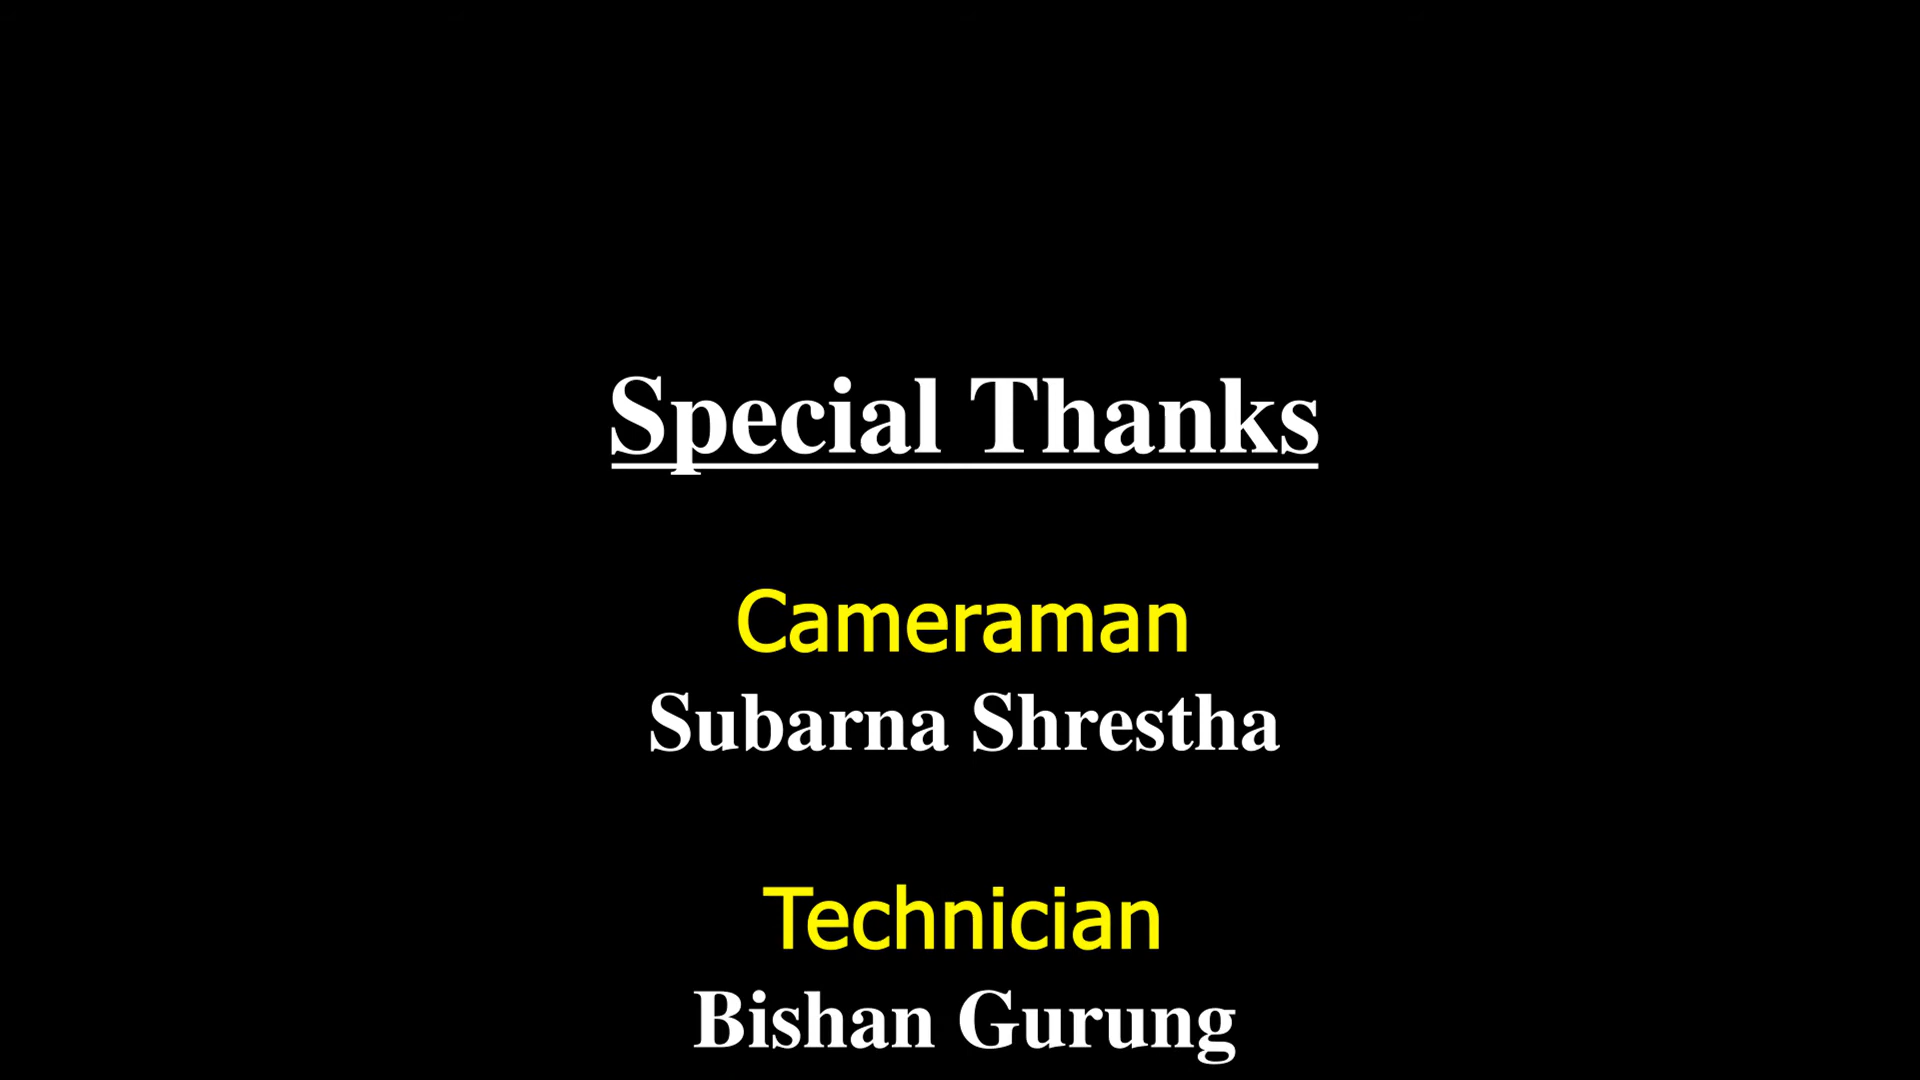 Special Thanks
Cameraman
Subarna Shrestha
Technician
Bishan Gurung